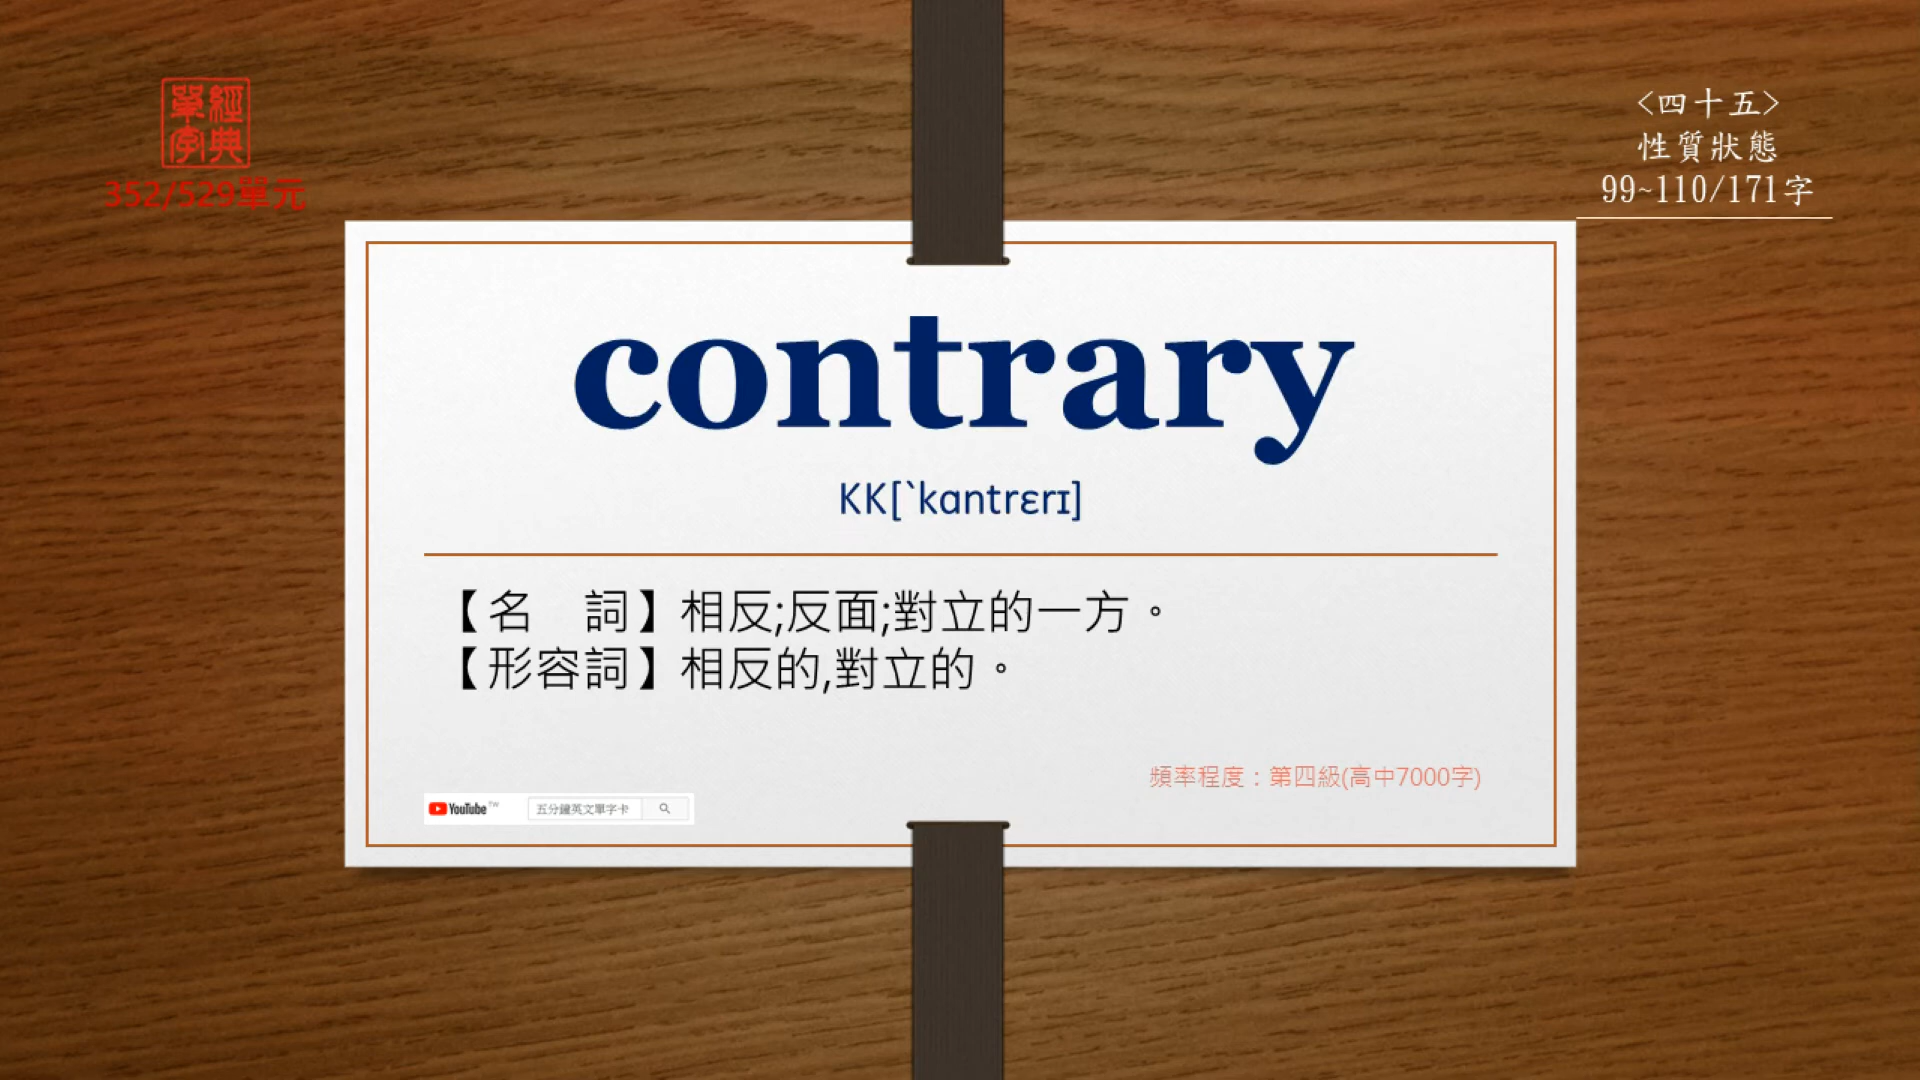 經典
單字
352/529單元
<四十五>
性質狀態
99~110/171字
contrary
KK[ˋkɑntrɛrɪ]
【名　詞】相反;反面;對立的一方。
【形容詞】相反的,對立的。
頻率程度：第四級(高中7000字)
YouTube TW
五分鐘英文單字卡